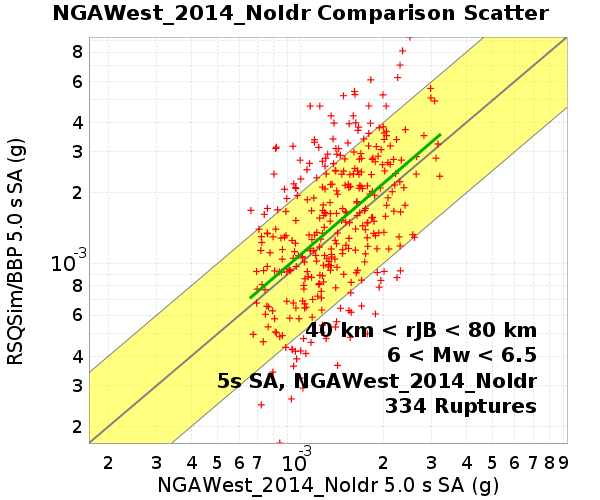 NGAWest_2014_NoIdr Comparison Scatter
RSQSim/BBP 5.0 s SA (g)
8
6
4
3
2
10-3
8
6
4
3
2
40 km < rJB < 80 km
6 < Mw < 6.5
5s SA, NGAWest_2014_NoIdr
334 Ruptures
2 3 4 5 6 7 10-3 2 3 4 5 6 7 8 9
NGAWest_2014_NoIdr 5.0 s SA (g)